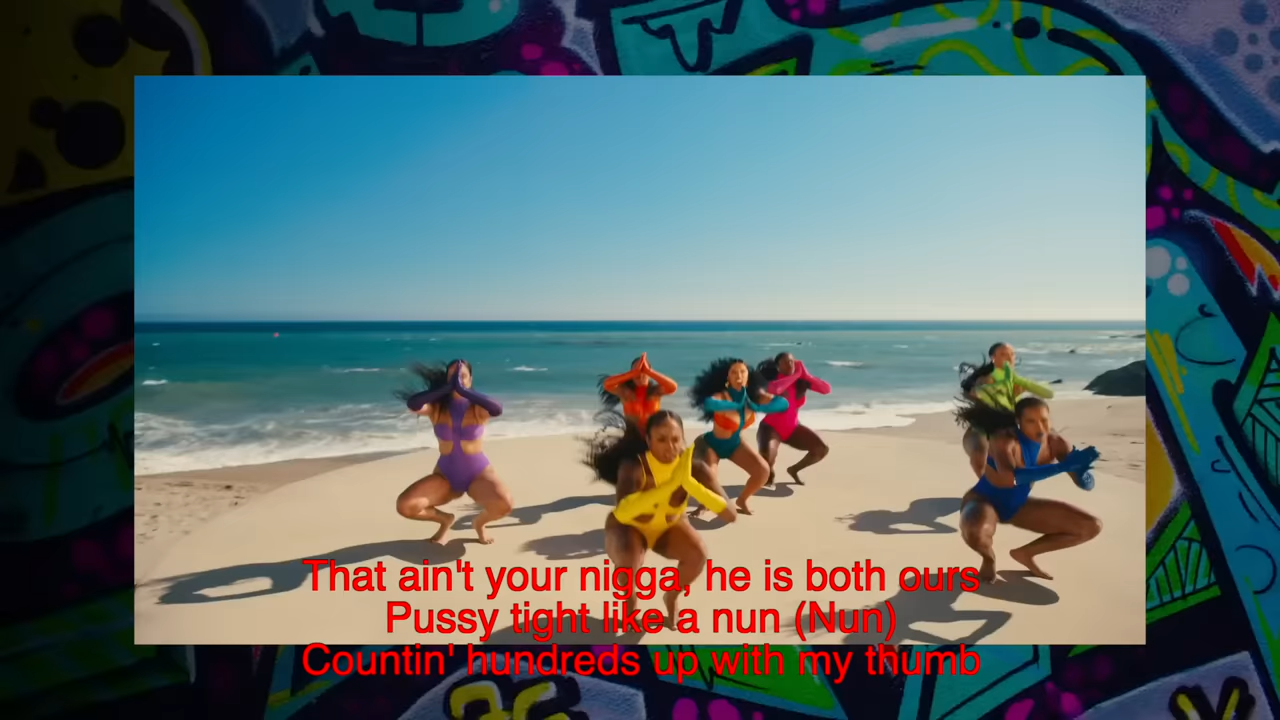 That ain't your nigga, he is both ours
Pussy tight like a nun (Nun)
Countin' hundreds up with my thumb